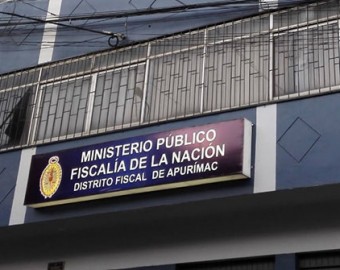 MINISTERIO PÚBLICO
FISCALÍA DE LA NACIÓN
DISTRITO FISCAL DE APURÍMAC